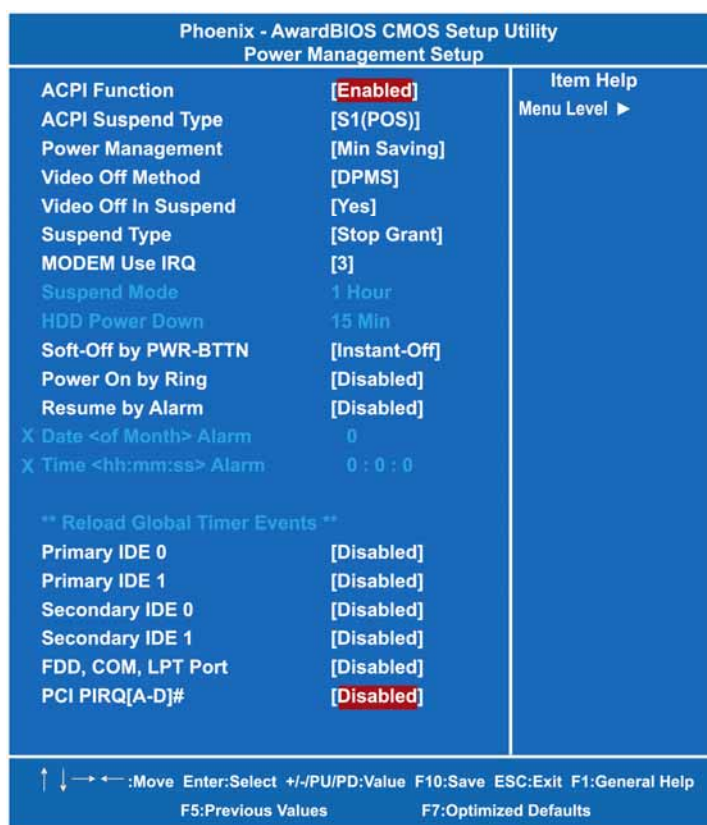 Phoenix - AwardBIOS CMOS Setup Utility
Power Management Setup
ACPI Function [Enabled]
ACPI Suspend Type [S1(POS)]
Power Management [Min Saving]
Video Off Method [DPMS]
Video Off In Suspend [Yes]
Suspend Type [Stop Grant]
MODEM Use IRQ [3]
Suspend Mode 1 Hour
HDD Power Down 15 Min
Soft-Off by PWR-BTTN [Instant-Off]
Power On by Ring [Disabled]
Resume by Alarm [Disabled]
X Date <of Month> Alarm 0
X Time <hh:mm:ss> Alarm 0 : 0 : 0
** Reload Global Timer Events **
Primary IDE 0 [Disabled]
Primary IDE 1 [Disabled]
Secondary IDE 0 [Disabled]
Secondary IDE 1 [Disabled]
FDD, COM, LPT Port [Disabled]
PCI PIRQ[A-D]# [Disabled]
Item Help
Menu Level ►
↑ ↓ → ← :Move Enter:Select +/-/PU/PD:Value F10:Save ESC:Exit F1:General Help
F5:Previous Values F7:Optimized Defaults